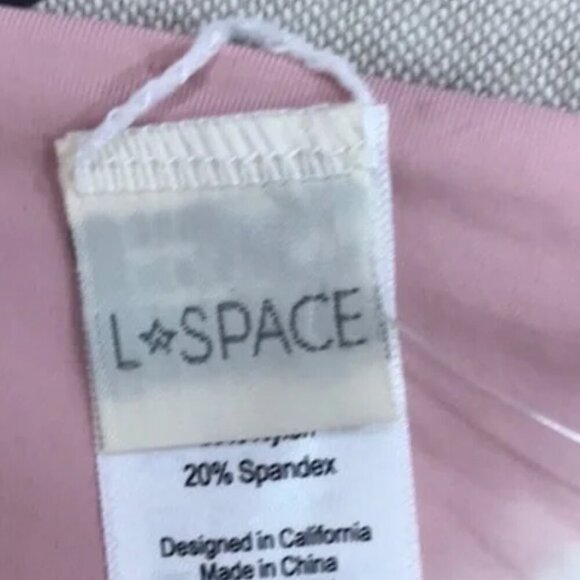 L✧SPACE
20% Spandex
Designed in California
Made in China